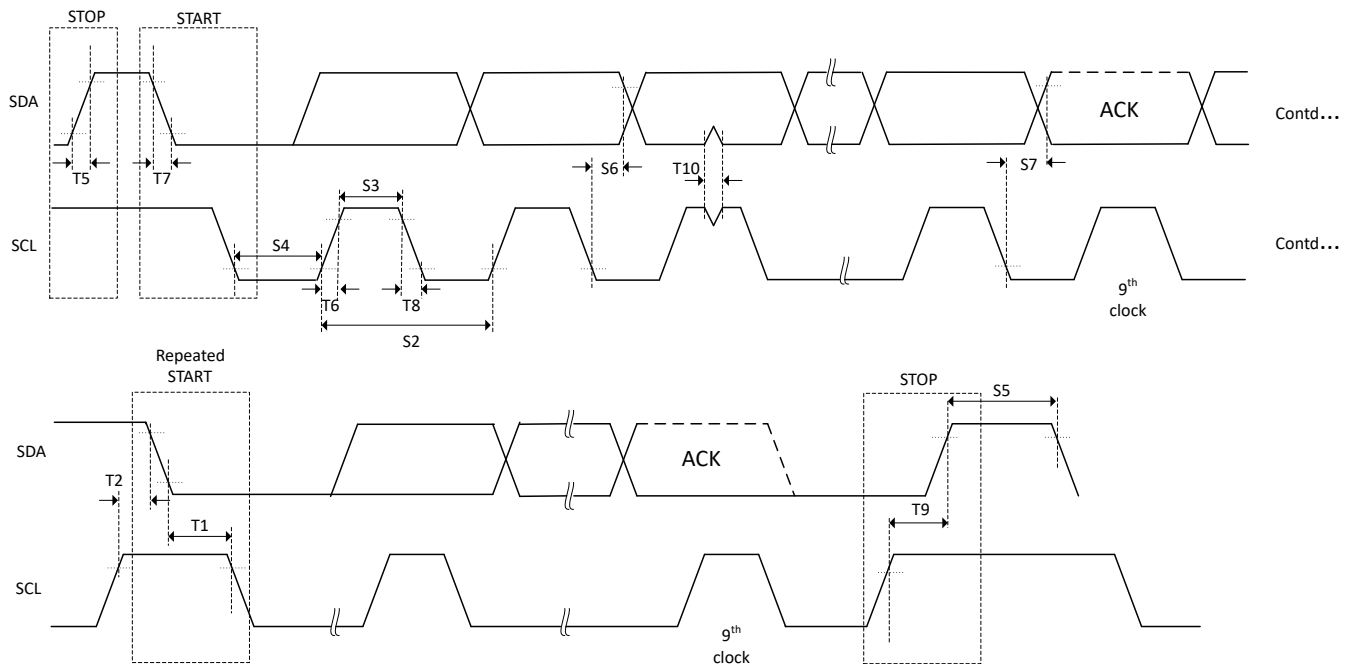 STOP
START
SDA
ACK
Contd...
T5
T7
S6
T10
S7
S3
SCL
S4
Contd...
T6
T8
9th
clock
S2
Repeated
START
STOP
S5
SDA
T2
ACK
T9
T1
SCL
9th
clock